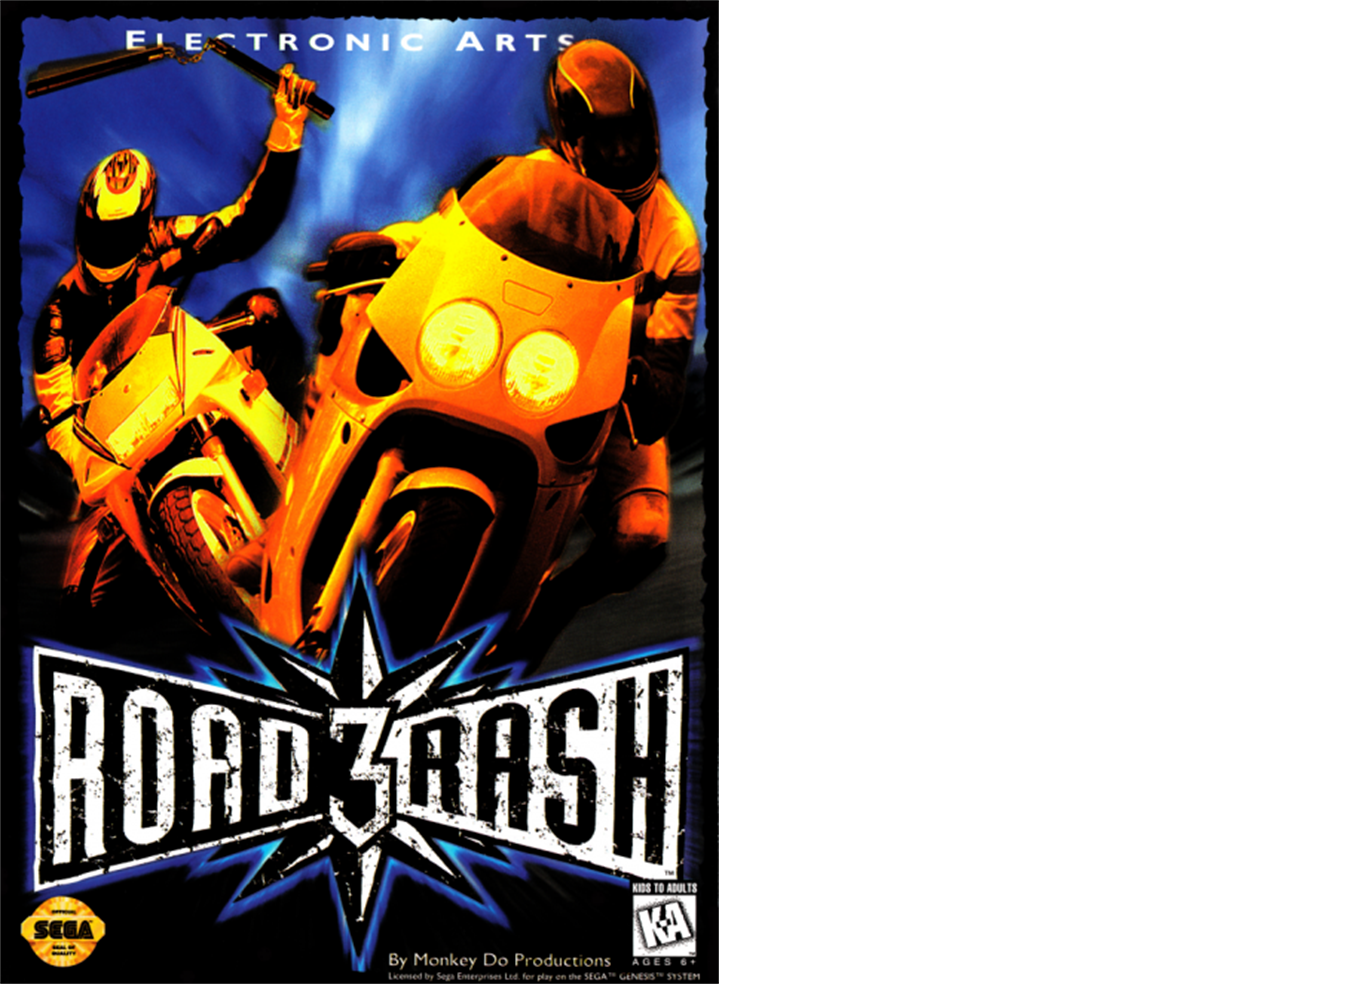 ELECTRONIC ARTS
ROAD 3 RASH
™
KIDS TO ADULTS
K-A
AGES 6+
OFFICIAL
SEGA
SEAL OF
QUALITY
By Monkey Do Productions
Licensed by Sega Enterprises Ltd. for play on the SEGA™ GENESIS™ SYSTEM